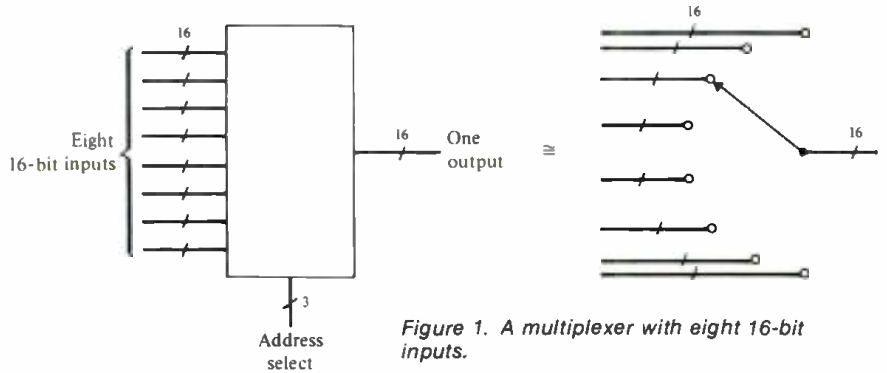 16
Eight
16-bit inputs
16
One
output
≅
3
Address
select
16
16
Figure 1. A multiplexer with eight 16-bit
inputs.